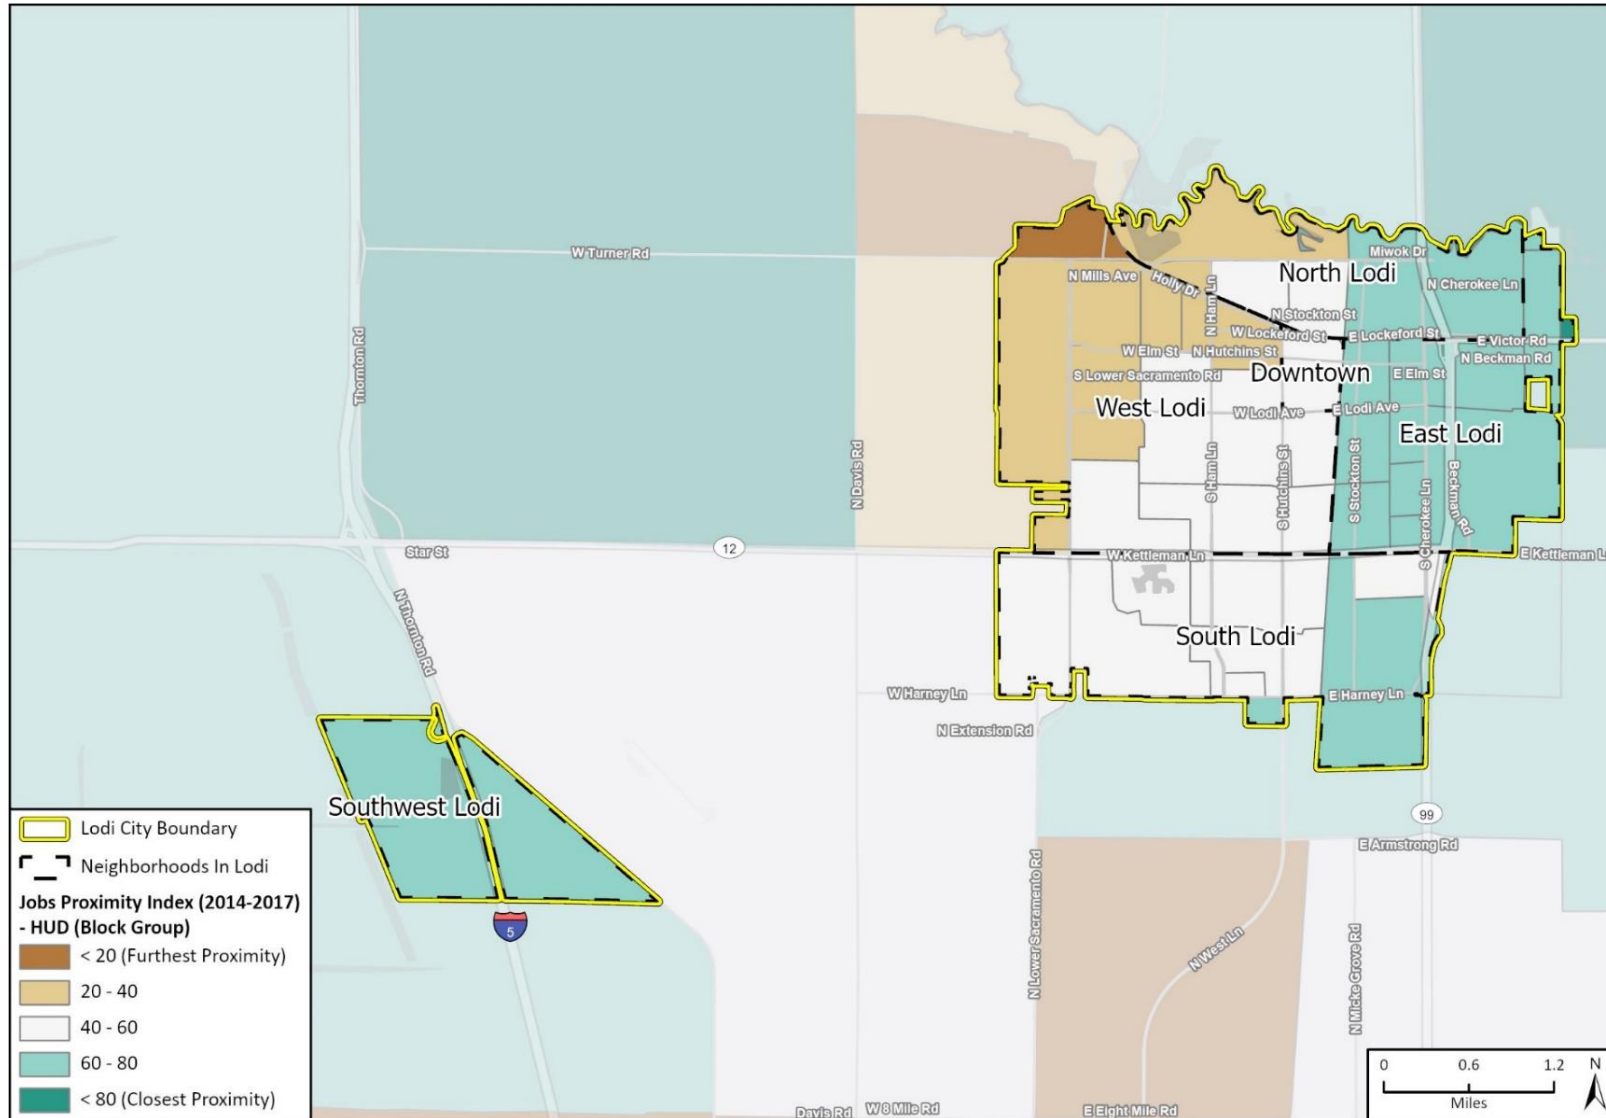 W Turner Rd
Miwok Dr
North Lodi
N Mills Ave
Holly Dr
N Ham Ln
N Cherokee Ln
N Stockton St
W Lockeford St
E Lockeford St
E Victor Rd
N Beckman Rd
W Elm St
N Hutchins St
Thornton Rd
S Lower Sacramento Rd
Downtown
E Elm St
West Lodi
W Lodi Ave
E Lodi Ave
East Lodi
N Davis Rd
S Ham Ln
S Hutchins St
S Stockton St
S Cherokee Ln
Beckman Rd
Star St
12
W Kettleman Ln
E Kettleman Ln
N Thornton Rd
South Lodi
W Harney Ln
E Harney Ln
N Extension Rd
Southwest Lodi
99
E Armstrong Rd
5
N Lower Sacramento Rd
N West Ln
N Micke Grove Rd
Davis Rd
W 8 Mile Rd
E Eight Mile Rd
Lodi City Boundary
Neighborhoods In Lodi
Jobs Proximity Index (2014-2017)
- HUD (Block Group)
< 20 (Furthest Proximity)
20 - 40
40 - 60
60 - 80
< 80 (Closest Proximity)
0 0.6 1.2
Miles
N